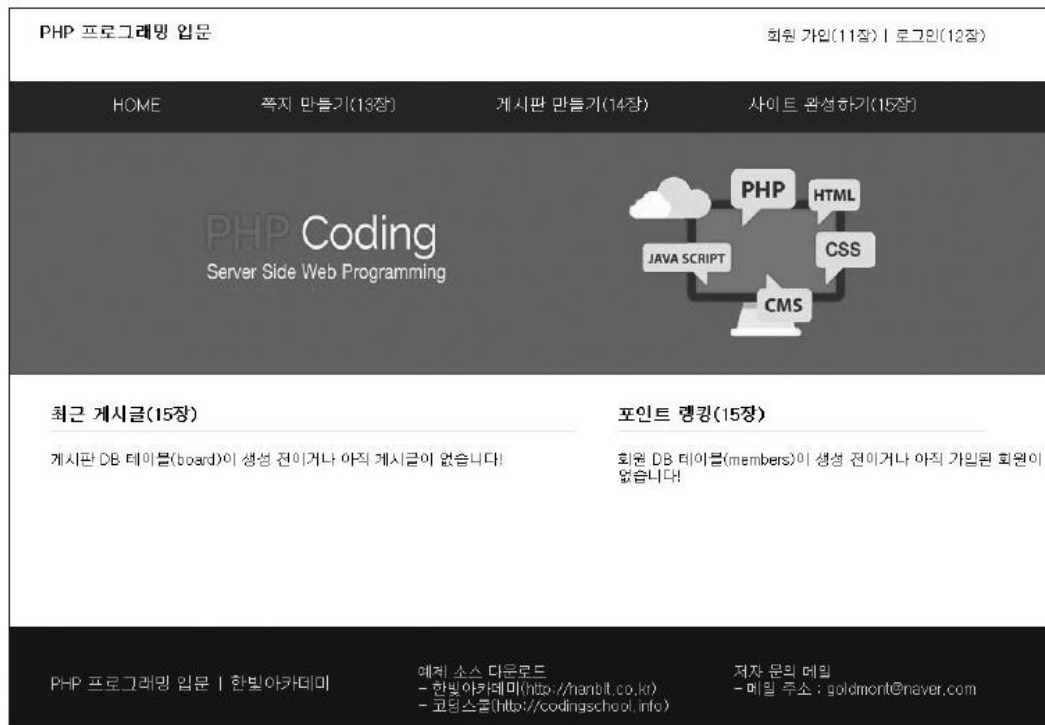 PHP 프로그래밍 입문
회원 가입(11장) | 로그인(12장)
HOME 쪽지 만들기(13장) 게시판 만들기(14장) 사이트 완성하기(15장)
PHP Coding
Server Side Web Programming
PHP
HTML
JAVA SCRIPT
CSS
CMS
최근 게시글(15장)
게시판 DB 테이블(board)이 생성 전이거나 아직 게시글이 없습니다!
포인트 랭킹(15장)
회원 DB 테이블(members)이 생성 전이거나 아직 가입된 회원이
없습니다!
PHP 프로그래밍 입문 | 한빛아카데미
예제 소스 다운로드
- 한빛아카데미(http://hanbit.co.kr)
- 코딩스쿨(http://codingschool.info)
저자 문의 메일
- 메일 주소 : goldmont@naver.com